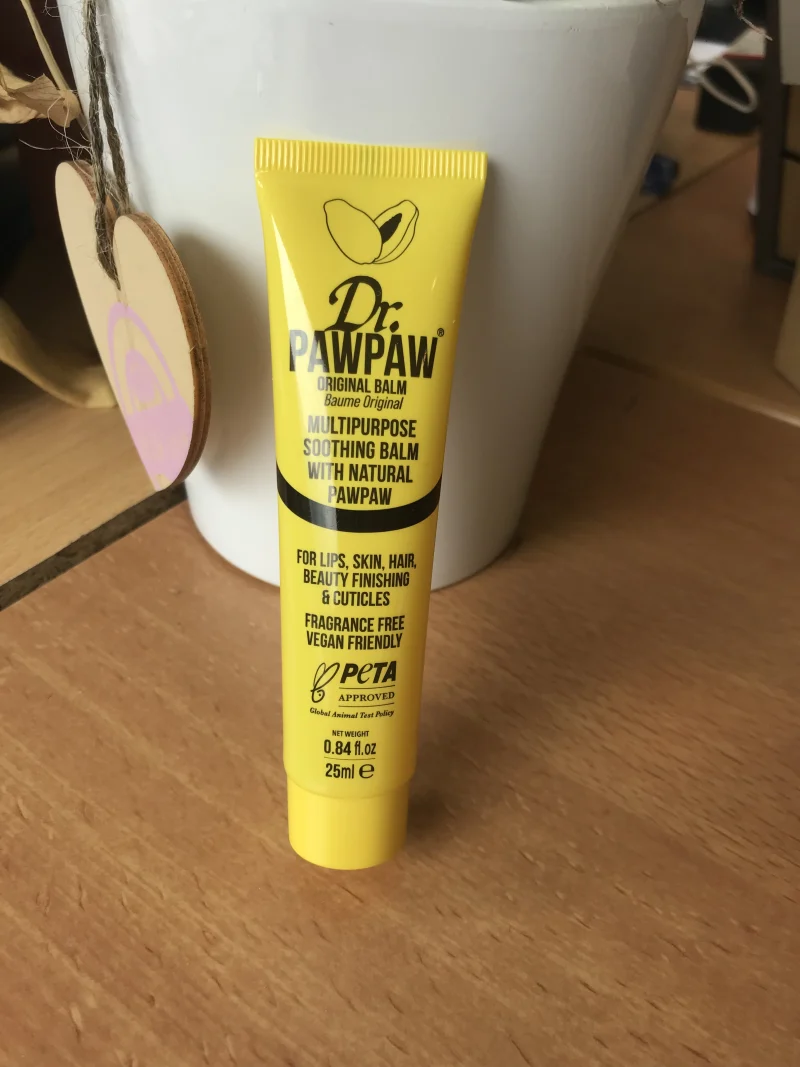 Dr.
PAWPAW®
ORIGINAL BALM
Baume Original
MULTIPURPOSE
SOOTHING BALM
WITH NATURAL
PAWPAW
FOR LIPS, SKIN, HAIR,
BEAUTY FINISHING
& CUTICLES
FRAGRANCE FREE
VEGAN FRIENDLY
PETA
APPROVED
Global Animal Test Policy
NET WEIGHT
0.84 fl.oz
25ml ℮